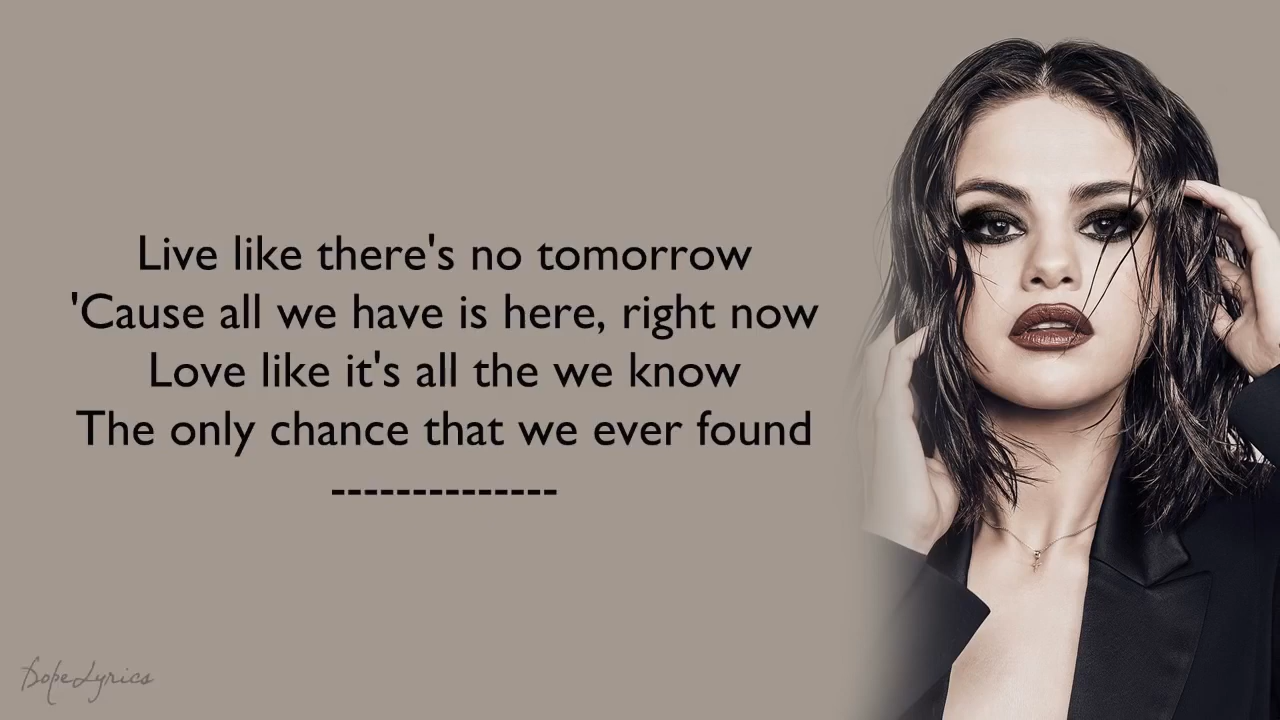 Live like there's no tomorrow
'Cause all we have is here, right now
Love like it's all the we know
The only chance that we ever found
--------------
DopeLyrics